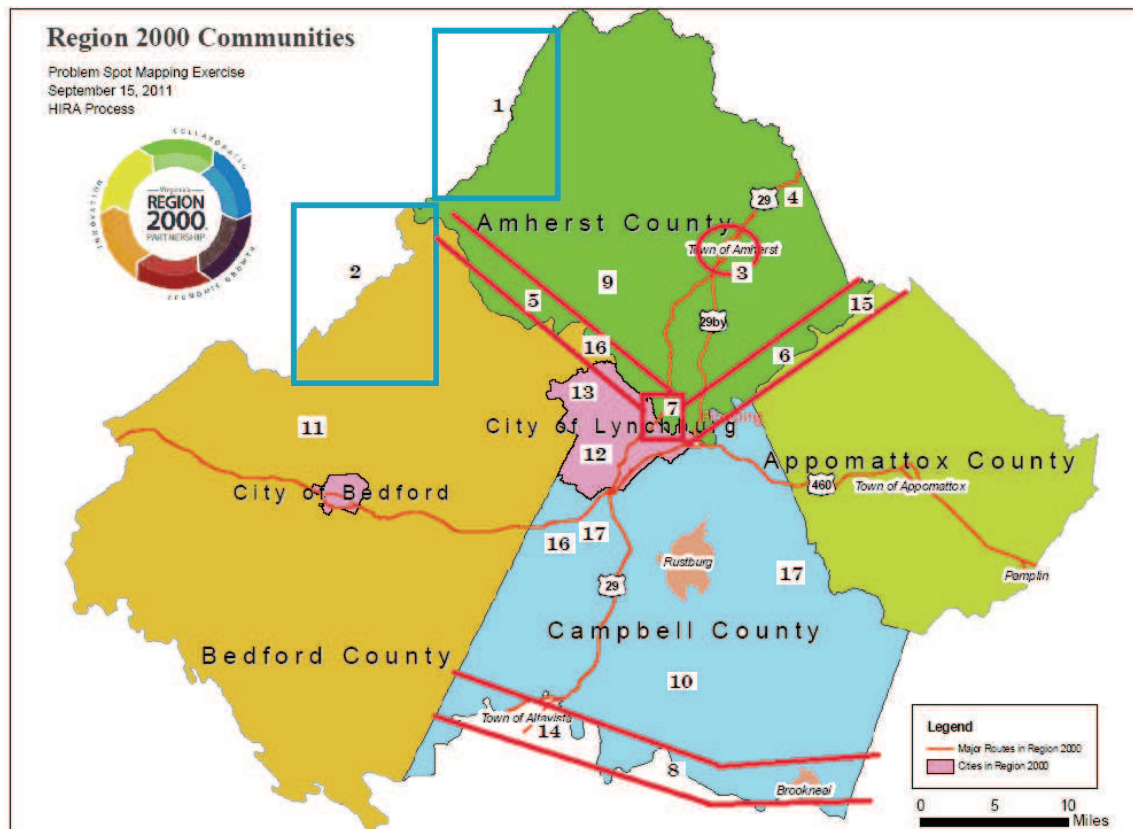 Region 2000 Communities
Problem Spot Mapping Exercise
September 15, 2011
HIRA Process
COLLABORATE
INNOVATION
ECONOMIC GROWTH
Virginia's
REGION
2000
PARTNERSHIP
1
2
29
4
Amherst County
Town of Amherst
3
9
5
15
29by
6
16
13
7
City of Lynchburg
11
12
Appomattox County
460
Town of Appomattox
City of Bedford
16
17
Rustburg
17
Pamplin
29
Campbell County
Bedford County
10
Town of Altavista
14
8
Brookneal
Legend
Major Routes in Region 2000
Cities in Region 2000
0 5 10
Miles